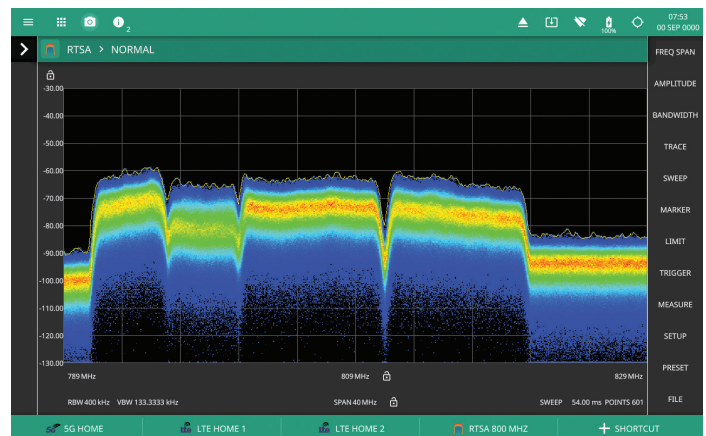 2
100%
07:53
00 SEP 0000
RTSA > NORMAL
FREQ SPAN
AMPLITUDE
BANDWIDTH
TRACE
SWEEP
MARKER
LIMIT
TRIGGER
MEASURE
SETUP
PRESET
FILE
-30.00
-40.00
-50.00
-60.00
-70.00
-80.00
-90.00
-100.00
-110.00
-120.00
-130.00
789 MHz 809 MHz 829 MHz
RBW 400 kHz VBW 133.3333 kHz SPAN 40 MHz SWEEP 54.00 ms POINTS 601
5G 5G HOME LTE LTE HOME 1 LTE LTE HOME 2 RTSA 800 MHZ + SHORTCUT